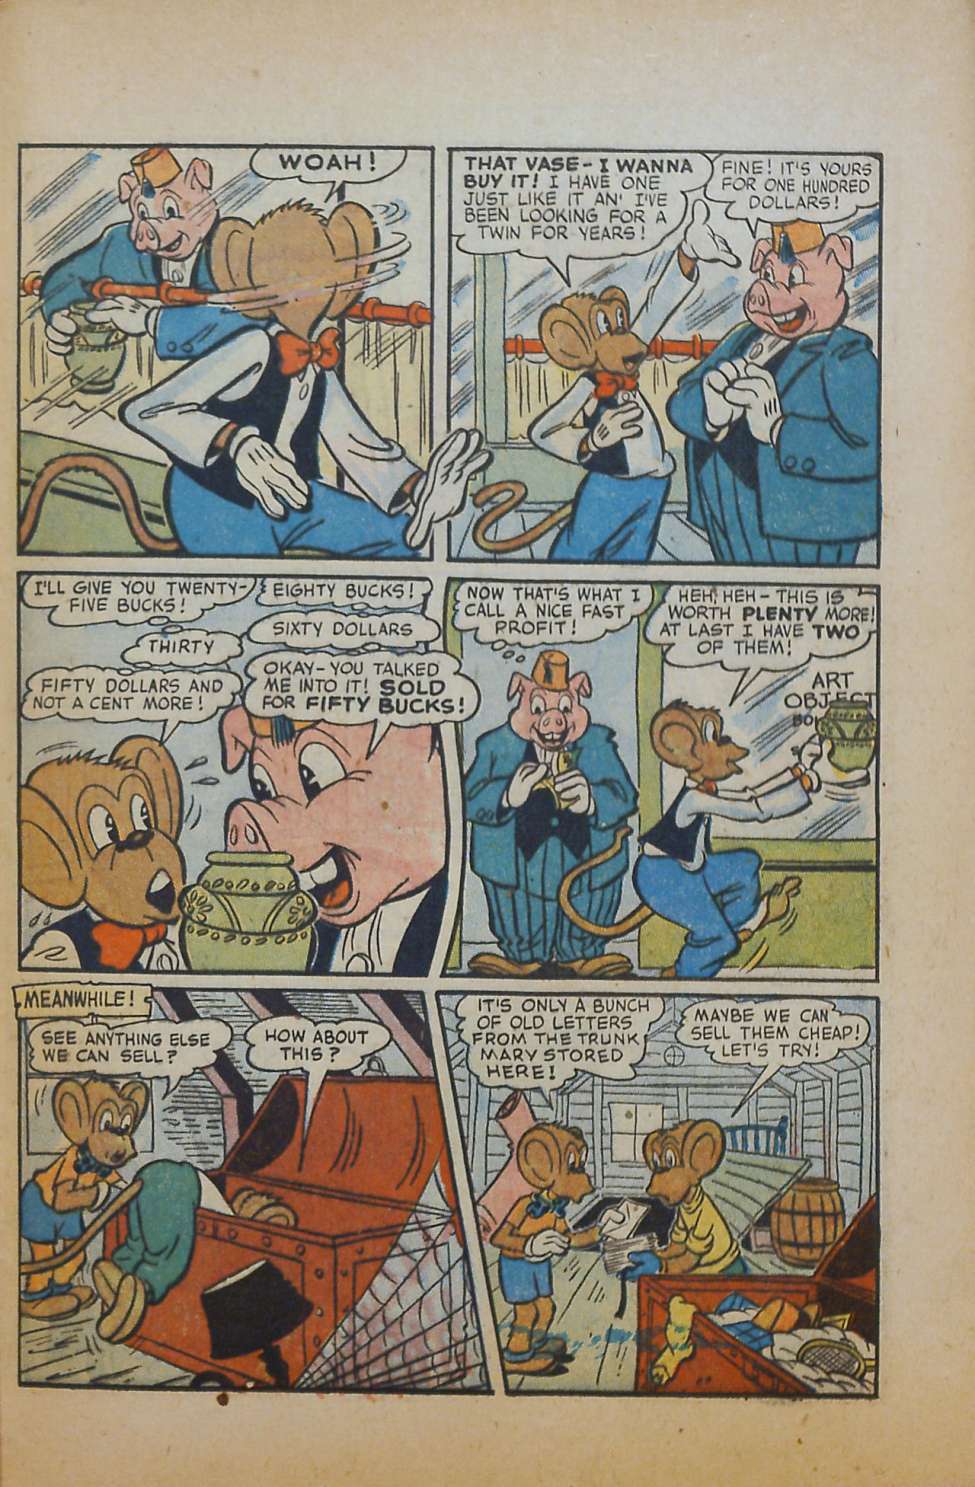 WOAH!
THAT VASE- I WANNA
BUY IT! I HAVE ONE
JUST LIKE IT AN' I'VE
BEEN LOOKING FOR A
TWIN FOR YEARS!
FINE! IT'S YOURS
FOR ONE HUNDRED
DOLLARS!
I'LL GIVE YOU TWENTY-
FIVE BUCKS!
EIGHTY BUCKS!
THIRTY
SIXTY DOLLARS
FIFTY DOLLARS AND
NOT A CENT MORE!
OKAY- YOU TALKED
ME INTO IT! SOLD
FOR FIFTY BUCKS!
NOW THAT'S WHAT I
CALL A NICE FAST
PROFIT!
HEH, HEH- THIS IS
WORTH PLENTY MORE!
AT LAST I HAVE TWO
OF THEM!
ART
OBJECT
MEANWHILE!
SEE ANYTHING ELSE
WE CAN SELL?
HOW ABOUT
THIS?
IT'S ONLY A BUNCH
OF OLD LETTERS
FROM THE TRUNK
MARY STORED
HERE!
MAYBE WE CAN
SELL THEM CHEAP!
LET'S TRY!